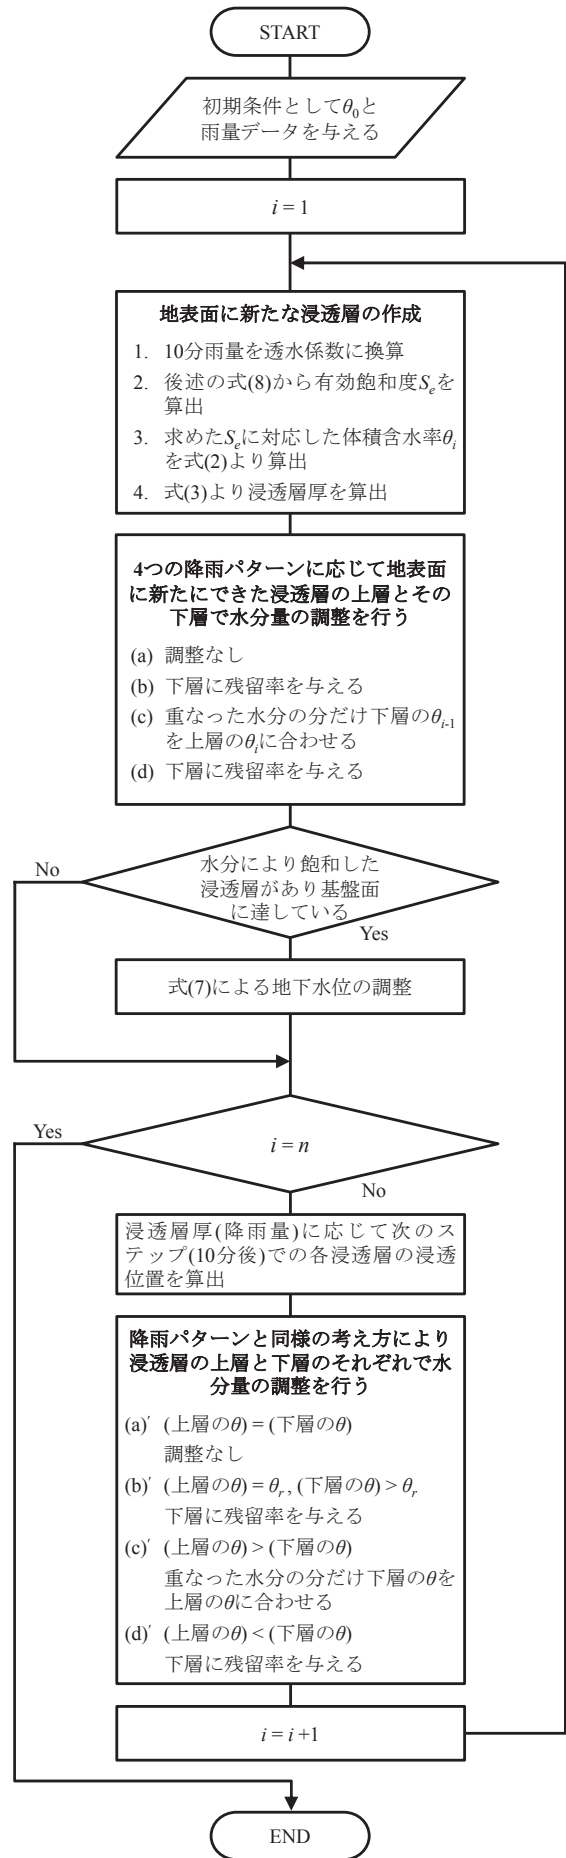 START
初期条件としてθ0と
雨量データを与える
i = 1
地表面に新たな浸透層の作成
1. 10分雨量を透水係数に換算
2. 後述の式(8)から有効飽和度Seを
算出
3. 求めたSeに対応した体積含水率θi
を式(2)より算出
4. 式(3)より浸透層厚を算出
4つの降雨パターンに応じて地表面
に新たにできた浸透層の上層とその
下層で水分量の調整を行う
(a) 調整なし
(b) 下層に残留率を与える
(c) 重なった水分の分だけ下層のθi-1
を上層のθiに合わせる
(d) 下層に残留率を与える
No
水分により飽和した
浸透層があり基盤面
に達している
Yes
式(7)による地下水位の調整
Yes
i = n
No
浸透層厚(降雨量)に応じて次のス
テップ(10分後)での各浸透層の浸透
位置を算出
降雨パターンと同様の考え方により
浸透層の上層と下層のそれぞれで水
分量の調整を行う
(a)′ (上層のθ) = (下層のθ)
調整なし
(b)′ (上層のθ) = θr , (下層のθ) > θr
下層に残留率を与える
(c)′ (上層のθ) > (下層のθ)
重なった水分の分だけ下層のθを
上層のθに合わせる
(d)′ (上層のθ) < (下層のθ)
下層に残留率を与える
i = i +1
END